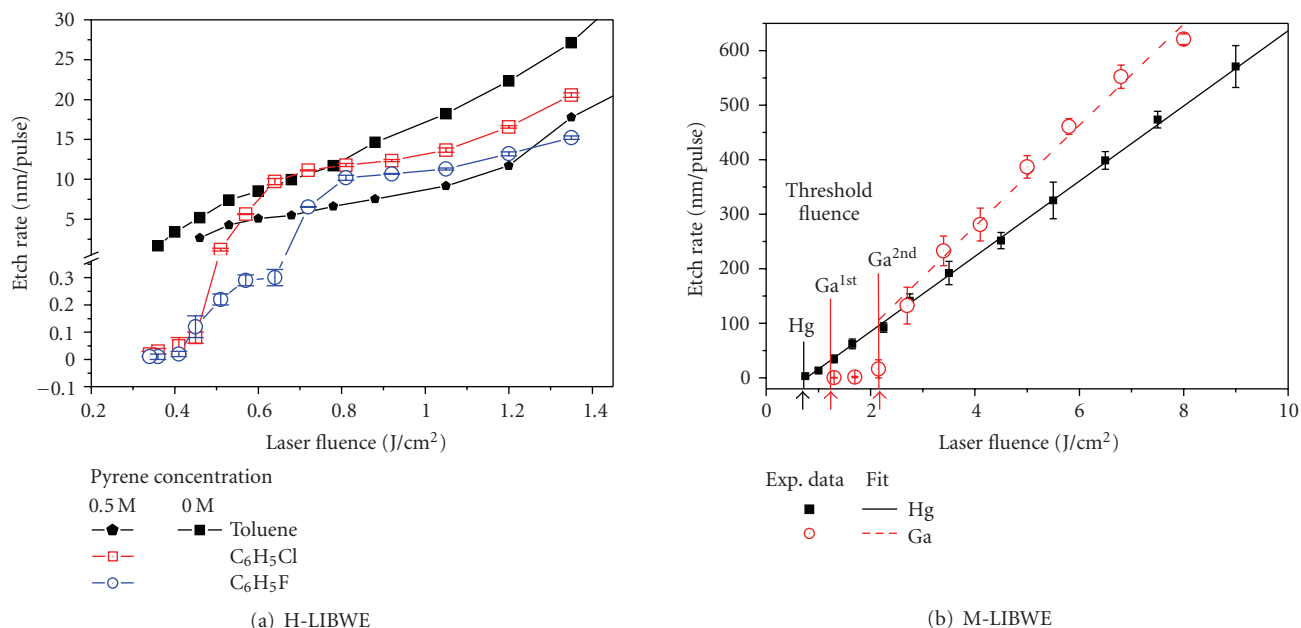 30
25
20
15
10
5
0.3
0.2
0.1
0
−0.1
Etch rate (nm/pulse)
0.2 0.4 0.6 0.8 1 1.2 1.4
Laser fluence (J/cm²)
Pyrene concentration
0.5 M 0 M
Toluene
C₆H₅Cl
C₆H₅F
(a) H-LIBWE
600
500
400
300
200
100
0
Etch rate (nm/pulse)
Threshold
fluence
Ga²ⁿᵈ
Ga¹ˢᵗ
Hg
0 2 4 6 8 10
Laser fluence (J/cm²)
Exp. data Fit
Hg
Ga
(b) M-LIBWE